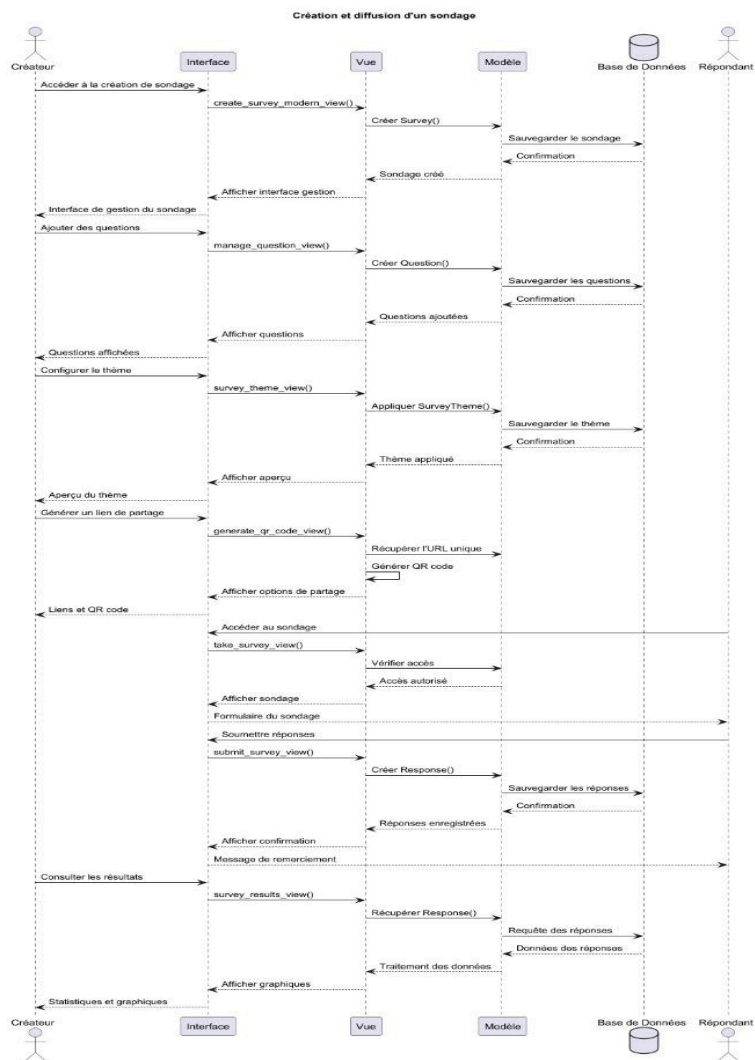 Création et diffusion d'un sondage
Créateur
Interface
Vue
Modèle
Base de Données
Répondant
Accéder à la création de sondage
create_survey_modern_view()
Créer Survey()
Sauvegarder le sondage
Confirmation
Sondage créé
Afficher interface gestion
Interface de gestion du sondage
Ajouter des questions
manage_question_view()
Créer Question()
Sauvegarder les questions
Confirmation
Questions ajoutées
Afficher questions
Questions affichées
Configurer le thème
survey_theme_view()
Appliquer SurveyTheme()
Sauvegarder le thème
Confirmation
Thème appliqué
Afficher aperçu
Aperçu du thème
Générer un lien de partage
generate_qr_code_view()
Récupérer l'URL unique
Générer QR code
Afficher options de partage
Liens et QR code
Accéder au sondage
take_survey_view()
Vérifier accès
Accès autorisé
Afficher sondage
Formulaire du sondage
Soumettre réponses
submit_survey_view()
Créer Response()
Sauvegarder les réponses
Confirmation
Réponses enregistrées
Afficher confirmation
Message de remerciement
Consulter les résultats
survey_results_view()
Récupérer Response()
Requête des réponses
Données des réponses
Traitement des données
Afficher graphiques
Statistiques et graphiques
Créateur
Interface
Vue
Modèle
Base de Données
Répondant